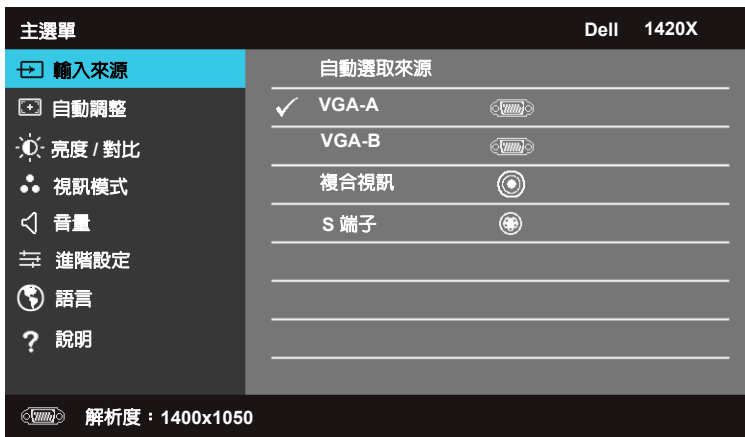 主選單 Dell 1420X
輸入來源
自動調整
亮度 / 對比
視訊模式
音量
進階設定
語言
說明
自動選取來源
VGA-A
VGA-B
複合視訊
S 端子
解析度：1400x1050